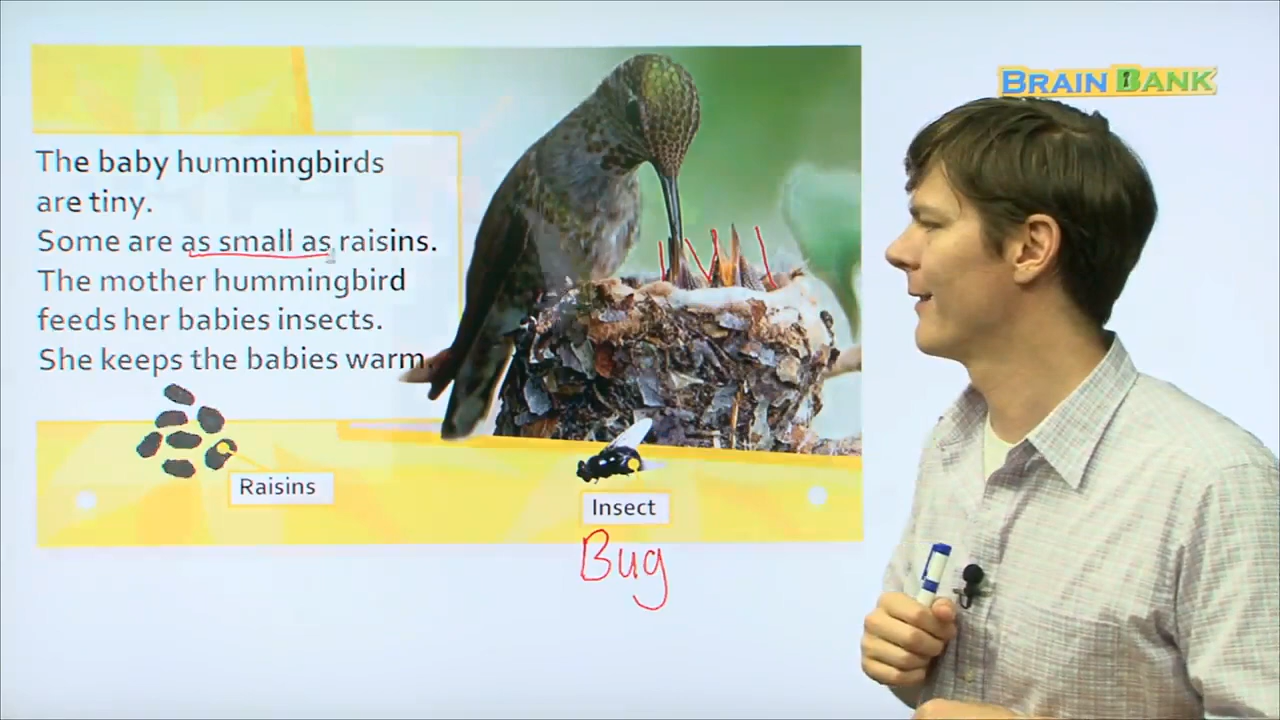 BRAIN BANK
The baby hummingbirds
are tiny.
Some are as small as raisins.
The mother hummingbird
feeds her babies insects.
She keeps the babies warm.
Raisins
Insect
Bug